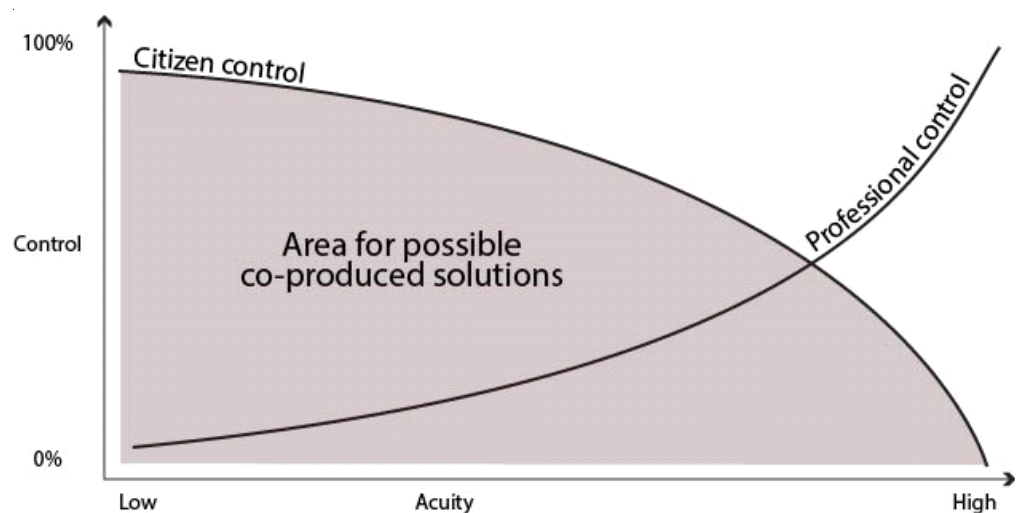 100%
Citizen control
Professional control
Control
Area for possible
co-produced solutions
0%
Low
Acuity
High